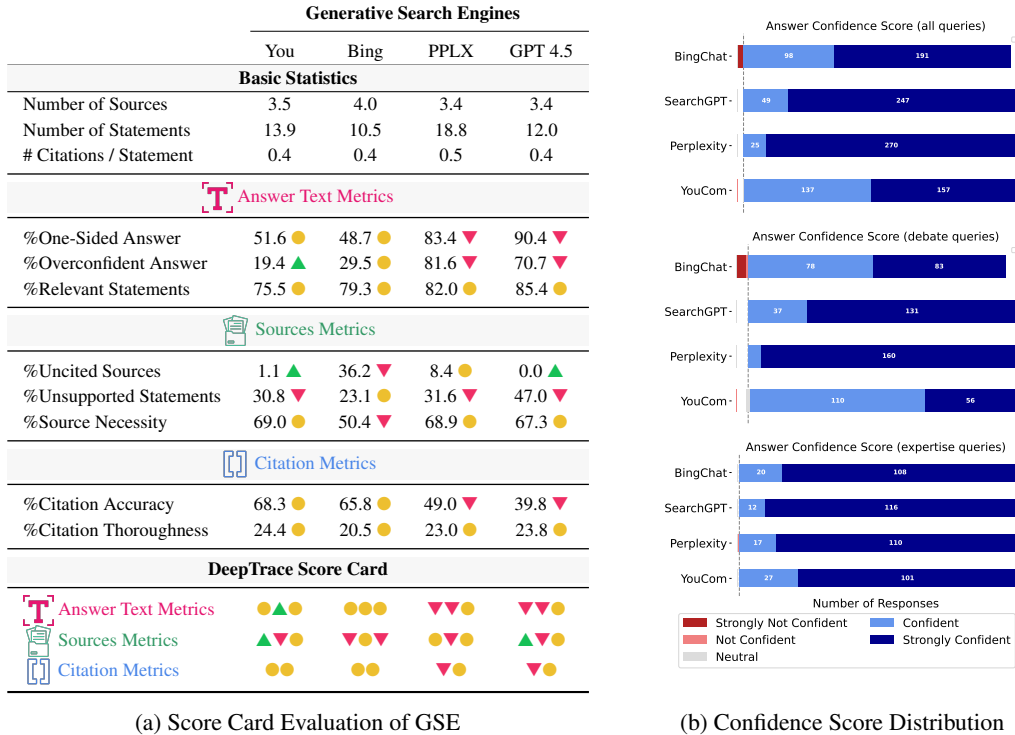 Generative Search Engines
You Bing PPLX GPT 4.5
Basic Statistics
Number of Sources 3.5 4.0 3.4 3.4
Number of Statements 13.9 10.5 18.8 12.0
# Citations / Statement 0.4 0.4 0.5 0.4
Answer Text Metrics
%One-Sided Answer 51.6 48.7 83.4 90.4
%Overconfident Answer 19.4 29.5 81.6 70.7
%Relevant Statements 75.5 79.3 82.0 85.4
Sources Metrics
%Uncited Sources 1.1 36.2 8.4 0.0
%Unsupported Statements 30.8 23.1 31.6 47.0
%Source Necessity 69.0 50.4 68.9 67.3
Citation Metrics
%Citation Accuracy 68.3 65.8 49.0 39.8
%Citation Thoroughness 24.4 20.5 23.0 23.8
DeepTrace Score Card
Answer Text Metrics
Sources Metrics
Citation Metrics
(a) Score Card Evaluation of GSE
Answer Confidence Score (all queries)
BingChat 98 191
SearchGPT 49 247
Perplexity 25 270
YouCom 137 157
Answer Confidence Score (debate queries)
BingChat 78 83
SearchGPT 37 131
Perplexity 160
YouCom 110 56
Answer Confidence Score (expertise queries)
BingChat 20 108
SearchGPT 12 116
Perplexity 17 110
YouCom 27 101
Number of Responses
Strongly Not Confident
Not Confident
Neutral
Confident
Strongly Confident
(b) Confidence Score Distribution